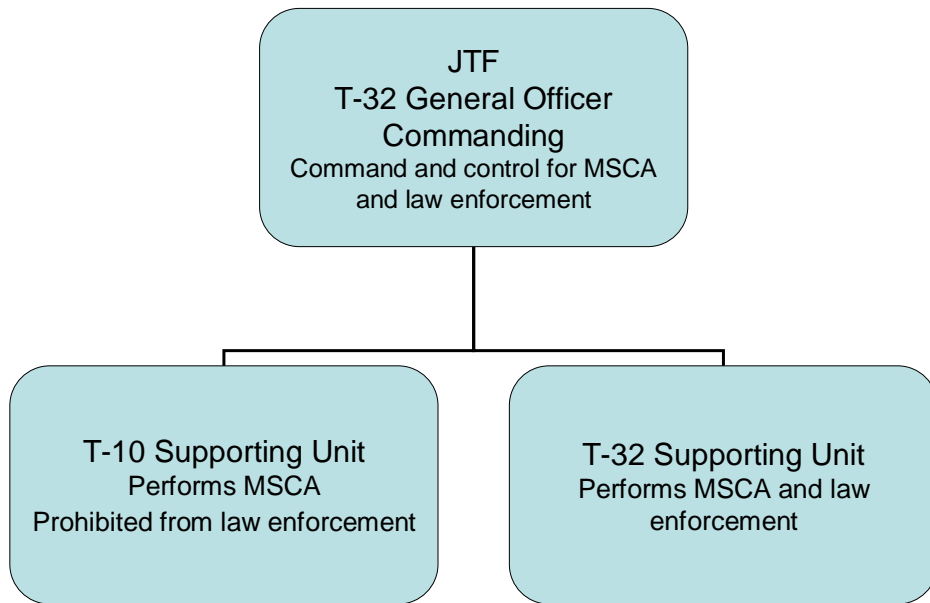 JTF
T-32 General Officer
Commanding
Command and control for MSCA
and law enforcement
T-10 Supporting Unit
Performs MSCA
Prohibited from law enforcement
T-32 Supporting Unit
Performs MSCA and law
enforcement